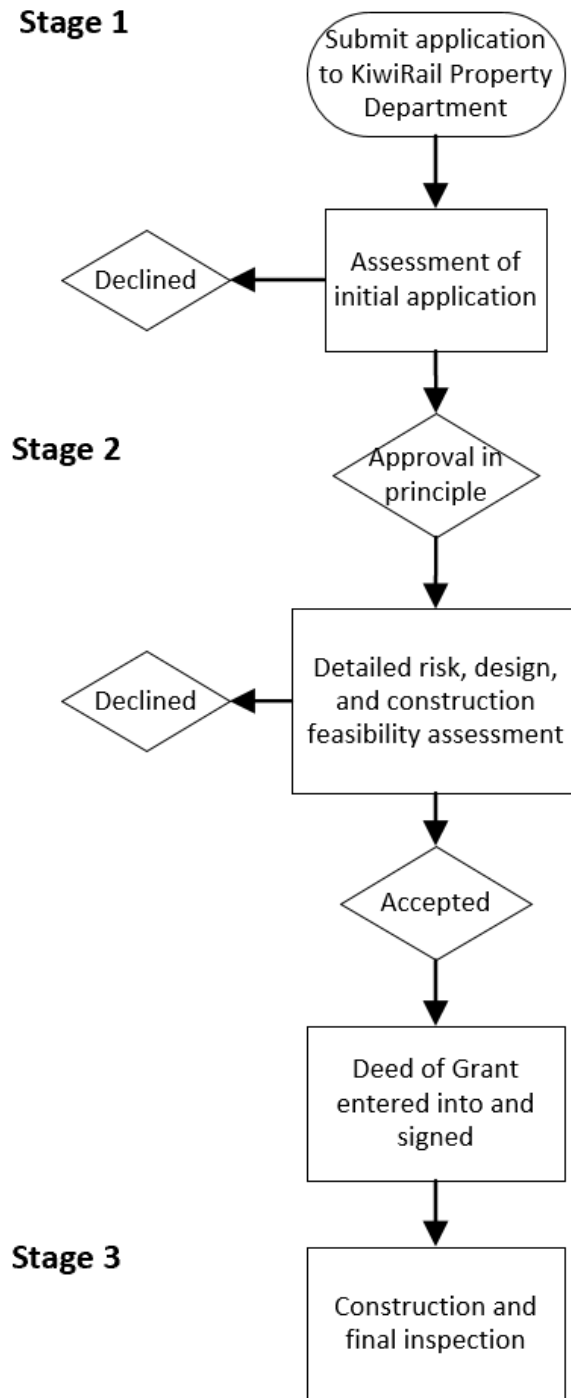 Stage 1
Submit application
to KiwiRail Property
Department
Assessment of
initial application
Declined
Stage 2
Approval in
principle
Detailed risk, design,
and construction
feasibility assessment
Declined
Accepted
Deed of Grant
entered into and
signed
Stage 3
Construction and
final inspection